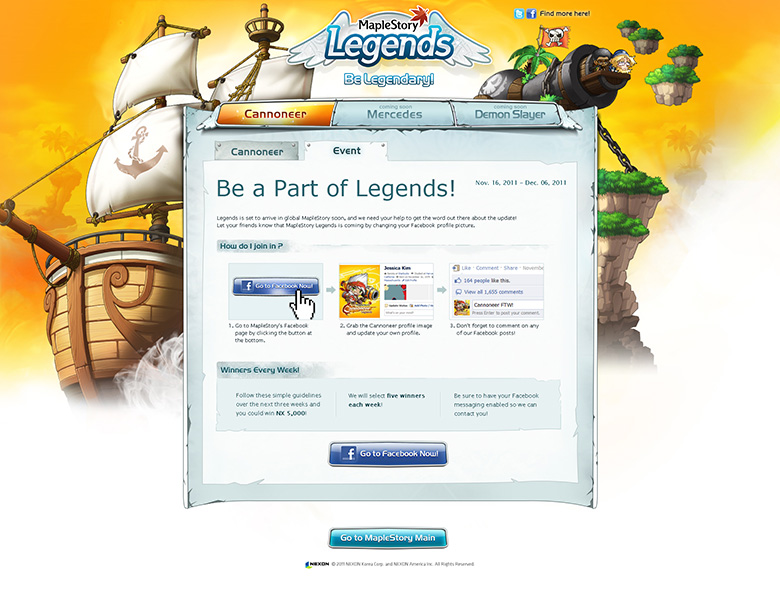 MapleStory
Legends
Be Legendary!
Find more here!
Cannoneer
coming soon
Mercedes
coming soon
Demon Slayer
Cannoneer
Event
Be a Part of Legends!
Nov. 16, 2011 - Dec. 06, 2011
Legends is set to arrive in global MapleStory soon, and we need your help to get the word out there about the update!
Let your friends know that MapleStory Legends is coming by changing your Facebook profile picture.
How do I join in ?
Go to Facebook Now!
Jessica Kim
Like · Comment · Share · Novembe
164 people like this.
View all 1,655 comments
Cannoneer FTW!
Press Enter to post your comment.
1. Go to MapleStory's Facebook
page by clicking the button at
the bottom.
2. Grab the Cannoneer profile image
and update your own profile.
3. Don't forget to comment on any
of our Facebook posts!
Winners Every Week!
Follow these simple guidelines
over the next three weeks and
you could win NX 5,000!
We will select five winners
each week!
Be sure to have your Facebook
messaging enabled so we can
contact you!
Go to Facebook Now!
Go to MapleStory Main
NEXON © 2011 NEXON Korea Corp. and NEXON America Inc. All Rights Reserved.